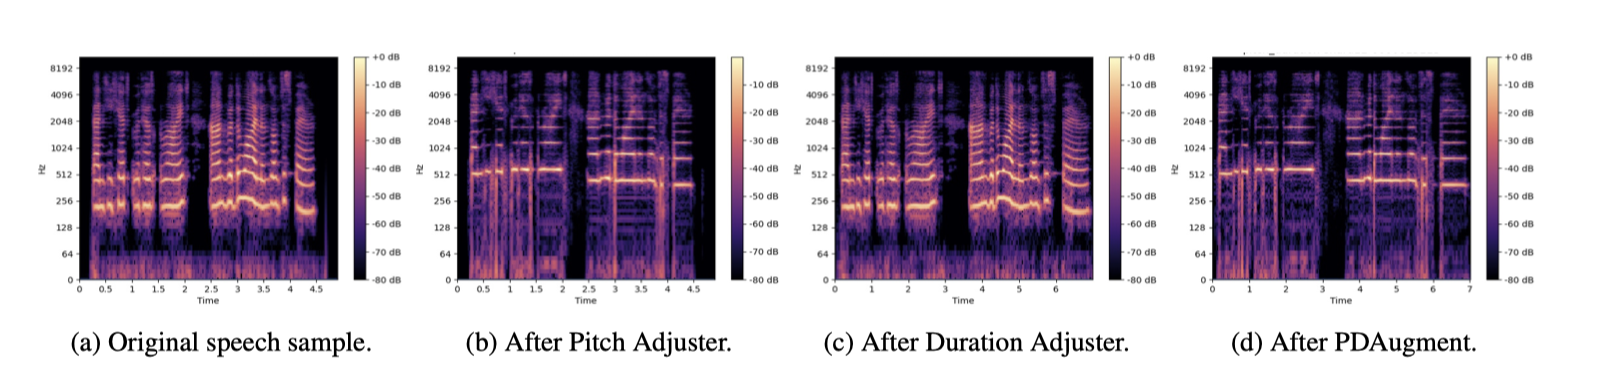 8192
4096
2048
1024
512
256
128
64
0
Hz
0 0.5 1 1.5 2 2.5 3 3.5 4 4.5
Time
+0 dB
-10 dB
-20 dB
-30 dB
-40 dB
-50 dB
-60 dB
-70 dB
-80 dB
8192
4096
2048
1024
512
256
128
64
0
Hz
0 0.5 1 1.5 2 2.5 3 3.5 4 4.5
Time
-10 dB
-20 dB
-30 dB
-40 dB
-50 dB
-60 dB
-70 dB
-80 dB
8192
4096
2048
1024
512
256
128
64
0
Hz
0 1 2 3 4 5 6
Time
+0 dB
-10 dB
-20 dB
-30 dB
-40 dB
-50 dB
-60 dB
-70 dB
-80 dB
8192
4096
2048
1024
512
256
128
64
0
Hz
0 1 2 3 4 5 6 7
Time
+0 dB
-10 dB
-20 dB
-30 dB
-40 dB
-50 dB
-60 dB
-70 dB
-80 dB
(a) Original speech sample.
(b) After Pitch Adjuster.
(c) After Duration Adjuster.
(d) After PDAugment.